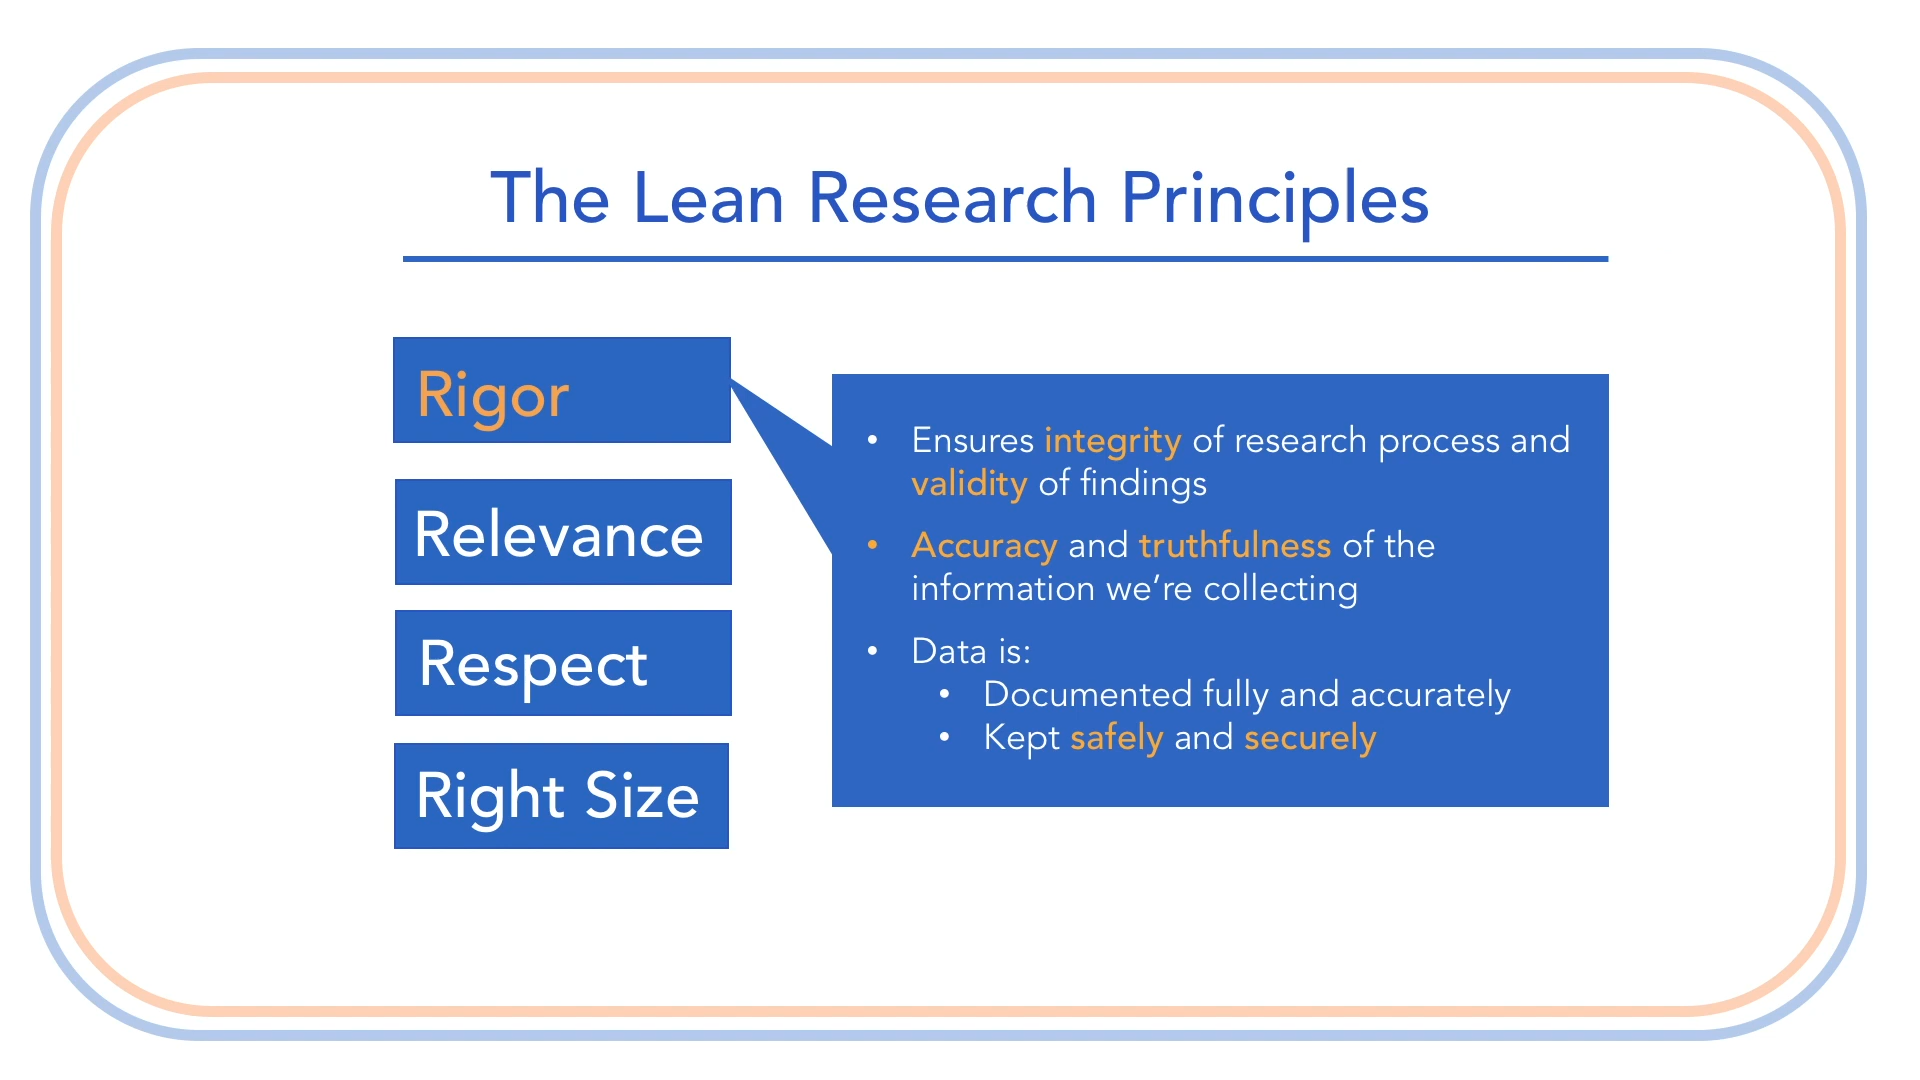 The Lean Research Principles
Rigor
Relevance
Respect
Right Size
• Ensures integrity of research process and
validity of findings
• Accuracy and truthfulness of the
information we’re collecting
• Data is:
• Documented fully and accurately
• Kept safely and securely